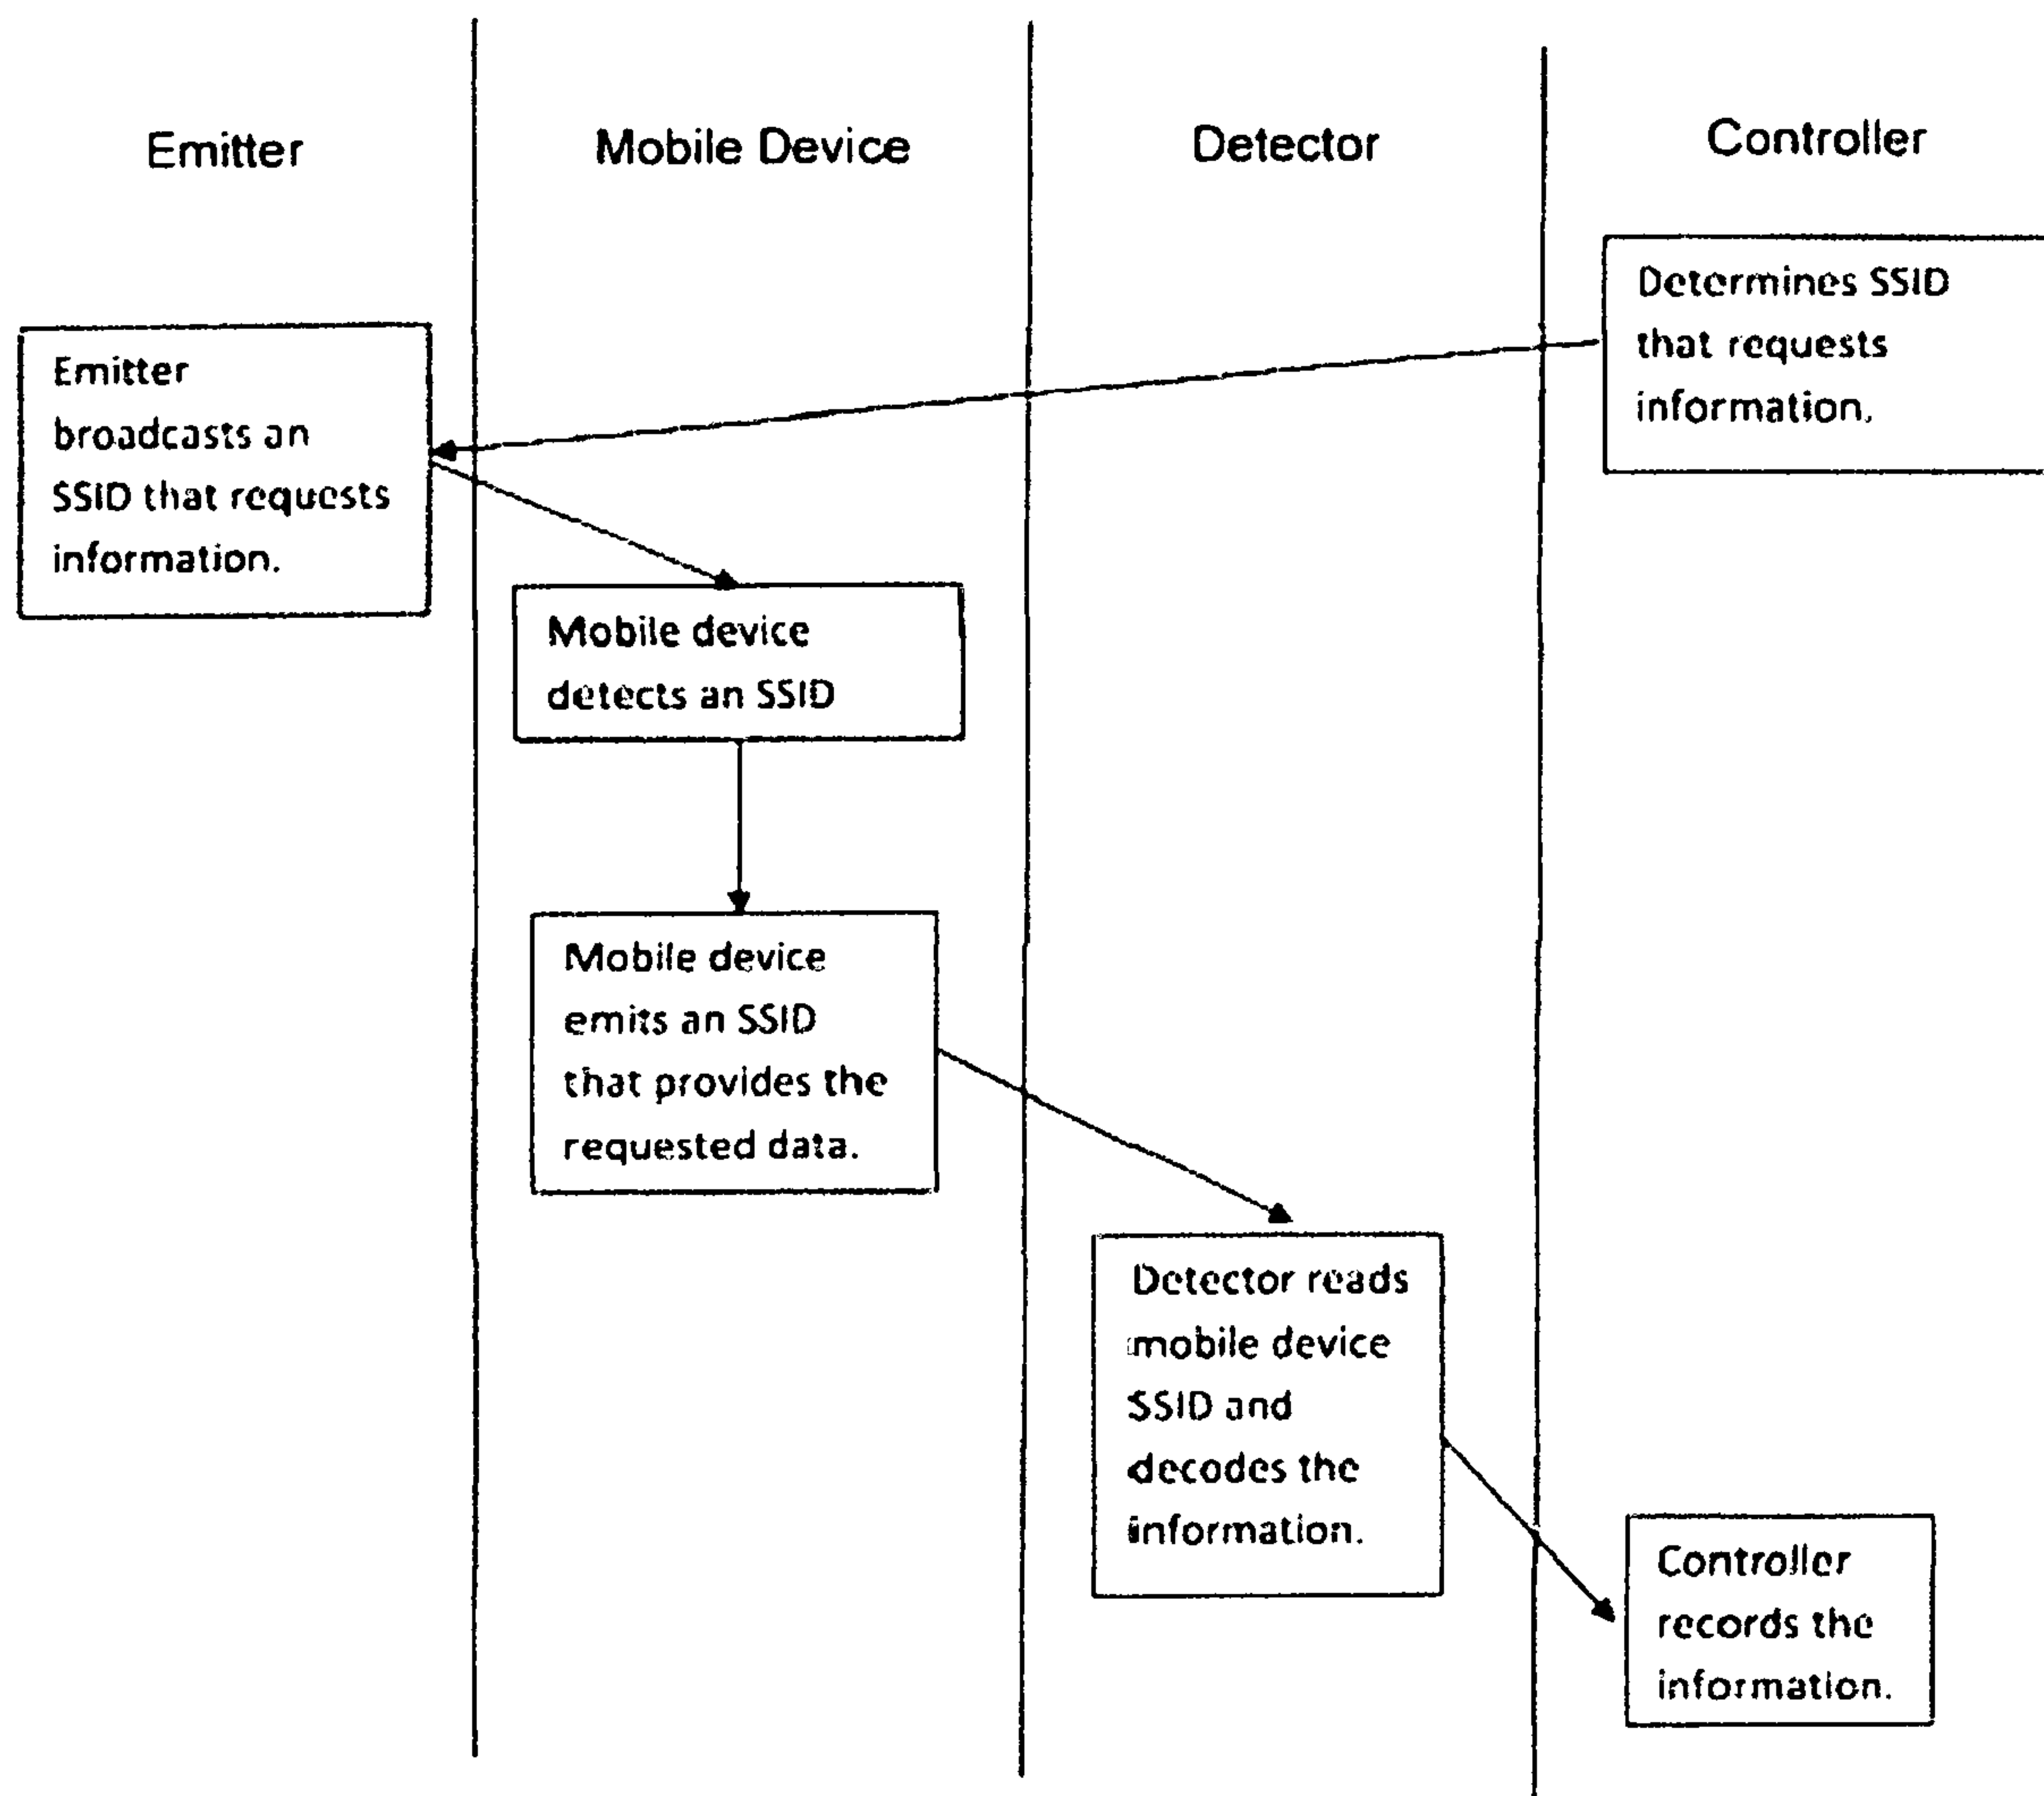 Emitter
Mobile Device
Detector
Controller
Determines SSID
that requests
information.
Emitter
broadcasts an
SSID that requests
information.
Mobile device
detects an SSID
Mobile device
emits an SSID
that provides the
requested data.
Detector reads
mobile device
SSID and
decodes the
information.
Controller
records the
information.